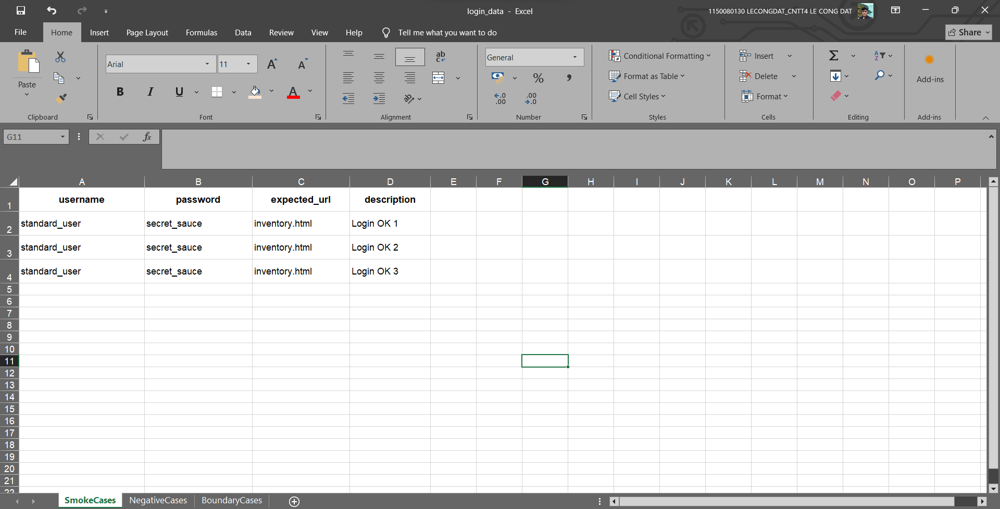 login_data - Excel
1150080130 LECONGDAT_CNTT4 LE CONG DAT
File Home Insert Page Layout Formulas Data Review View Help Tell me what you want to do Share
Paste
Clipboard
Arial 11
B I U A
Font
ab
Alignment
General
% 9
Number
Conditional Formatting
Format as Table
Cell Styles
Styles
Insert
Delete
Format
Cells
Editing
Add-ins
Add-ins
G11 fx
A B C D E F G H I J K L M N O P
1 username password expected_url description
2 standard_user secret_sauce inventory.html Login OK 1
3 standard_user secret_sauce inventory.html Login OK 2
4 standard_user secret_sauce inventory.html Login OK 3
5
6
7
8
9
10
11
12
13
14
15
16
17
18
19
20
21
22
SmokeCases NegativeCases BoundaryCases